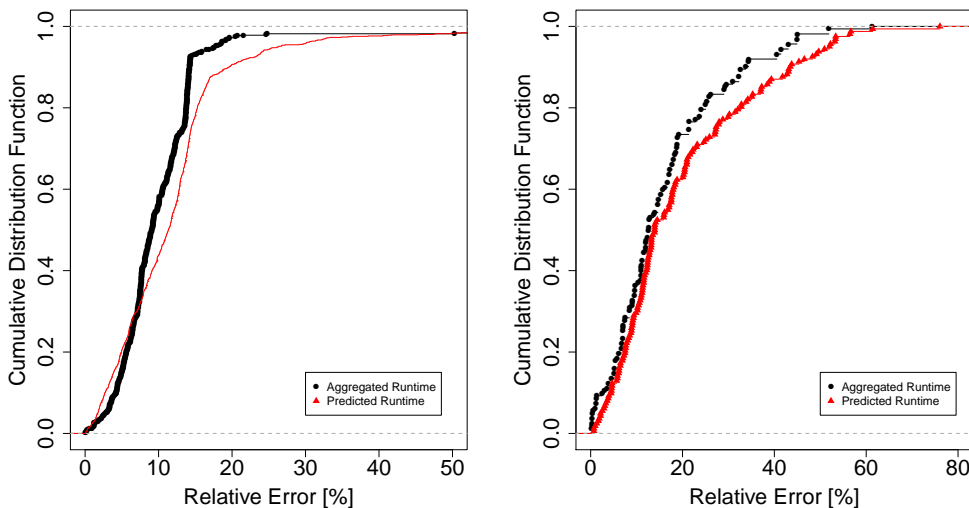 Cumulative Distribution Function
1.0
0.8
0.6
0.4
0.2
0.0
Aggregated Runtime
Predicted Runtime
0 10 20 30 40 50
Relative Error [%]
Cumulative Distribution Function
1.0
0.8
0.6
0.4
0.2
0.0
Aggregated Runtime
Predicted Runtime
0 20 40 60 80
Relative Error [%]